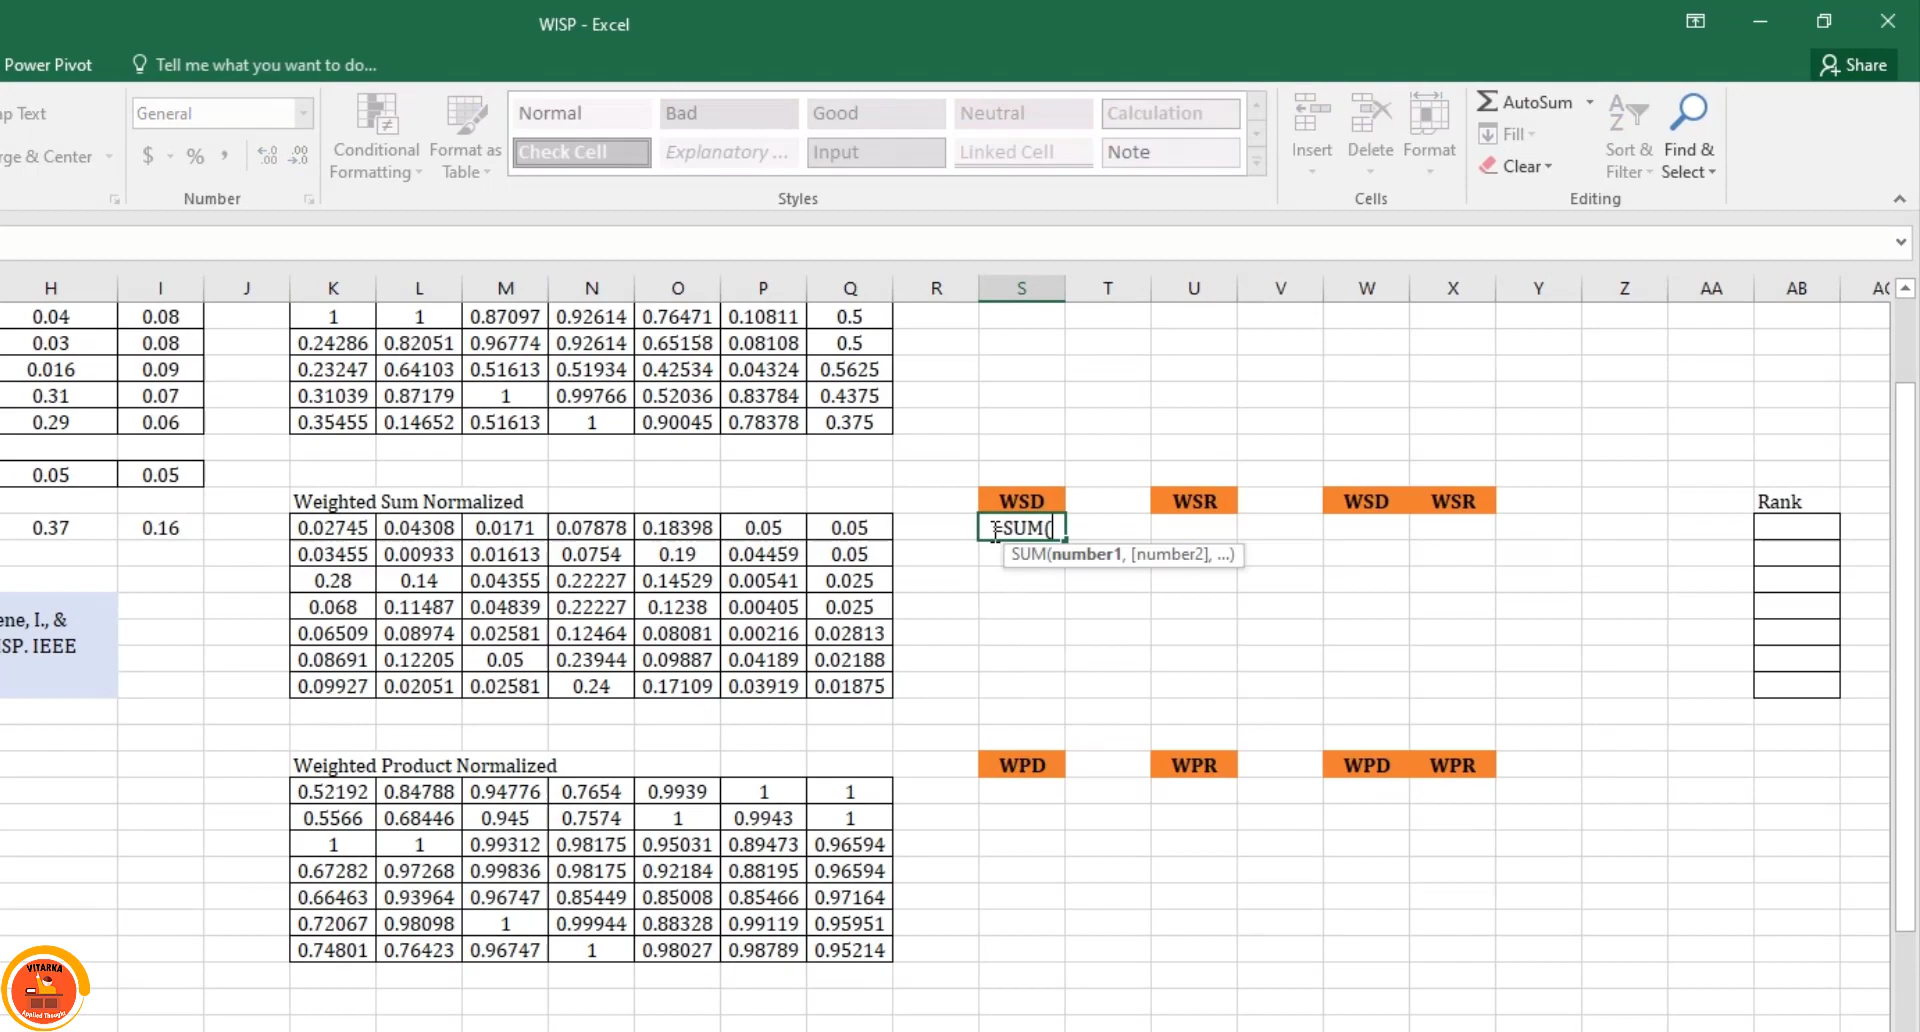 WISP - Excel
Power Pivot Tell me what you want to do... Share
ap Text General Conditional Formatting Format as Table Normal Bad Good Neutral Calculation AutoSum
rge & Center $ % , Check Cell Explanatory ... Input Linked Cell Note Insert Delete Format Fill Clear Sort & Filter Find & Select
Number Styles Cells Editing
H I J K L M N O P Q R S T U V W X Y Z AA AB AC
0.04 0.08 1 1 0.87097 0.92614 0.76471 0.10811 0.5
0.03 0.08 0.24286 0.82051 0.96774 0.92614 0.65158 0.08108 0.5
0.016 0.09 0.23247 0.64103 0.51613 0.51934 0.42534 0.04324 0.5625
0.31 0.07 0.31039 0.87179 1 0.99766 0.52036 0.83784 0.4375
0.29 0.06 0.35455 0.14652 0.51613 1 0.90045 0.78378 0.375
0.05 0.05
Weighted Sum Normalized WSD WSR WSD WSR Rank
0.37 0.16 0.02745 0.04308 0.0171 0.07878 0.18398 0.05 0.05 =SUM(
0.03455 0.00933 0.01613 0.0754 0.19 0.04459 0.05 SUM(number1, [number2], ...)
0.28 0.14 0.04355 0.22227 0.14529 0.00541 0.025
0.068 0.11487 0.04839 0.22227 0.1238 0.00405 0.025
ene, I., &
0.06509 0.08974 0.02581 0.12464 0.08081 0.00216 0.02813
ISP. IEEE
0.08691 0.12205 0.05 0.23944 0.09887 0.04189 0.02188
0.09927 0.02051 0.02581 0.24 0.17109 0.03919 0.01875
Weighted Product Normalized WPD WPR WPD WPR
0.52192 0.84788 0.94776 0.7654 0.9939 1 1
0.5566 0.68446 0.945 0.7574 1 0.9943 1
1 1 0.99312 0.98175 0.95031 0.89473 0.96594
0.67282 0.97268 0.99836 0.98175 0.92184 0.88195 0.96594
0.66463 0.93964 0.96747 0.85449 0.85008 0.85466 0.97164
0.72067 0.98098 1 0.99944 0.88328 0.99119 0.95951
0.74801 0.76423 0.96747 1 0.98027 0.98789 0.95214
VITARKA
Applied Thought